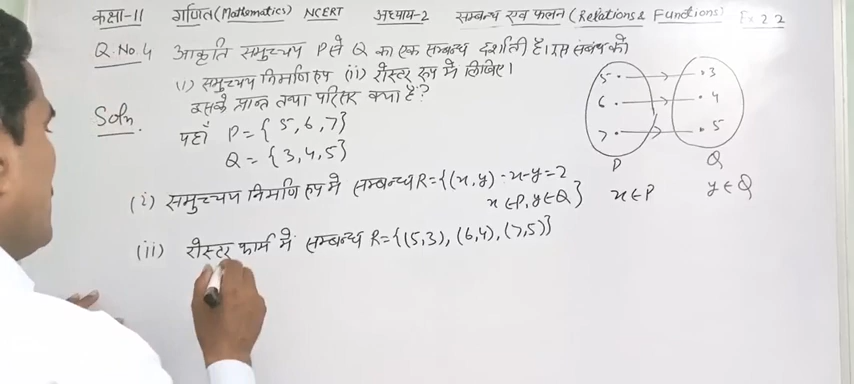 कक्षा-11 गणित (Mathematics) NCERT अध्याय-2 सम्बन्ध एवं फलन (Relations & Functions) Ex 2.2
Q.No.4 आकृति समुच्चय P से Q का एक सम्बन्ध दर्शाती है। इस संबंध को
(i) समुच्चय निर्माण रूप (ii) रोस्टर रूप में लिखिए।
इसके प्रान्त तथा परिसर क्या हैं?
Soln.
यहाँ P = {5, 6, 7}
Q = {3, 4, 5}
5 3
6 4
7 5
P Q
(i) समुच्चय निर्माण रूप में सम्बन्ध R = {(x, y) : x-y = 2
x ∈ P, y ∈ Q} x ∈ P y ∈ Q
(ii) रोस्टर फार्म में सम्बन्ध R = {(5,3), (6,4), (7,5)}